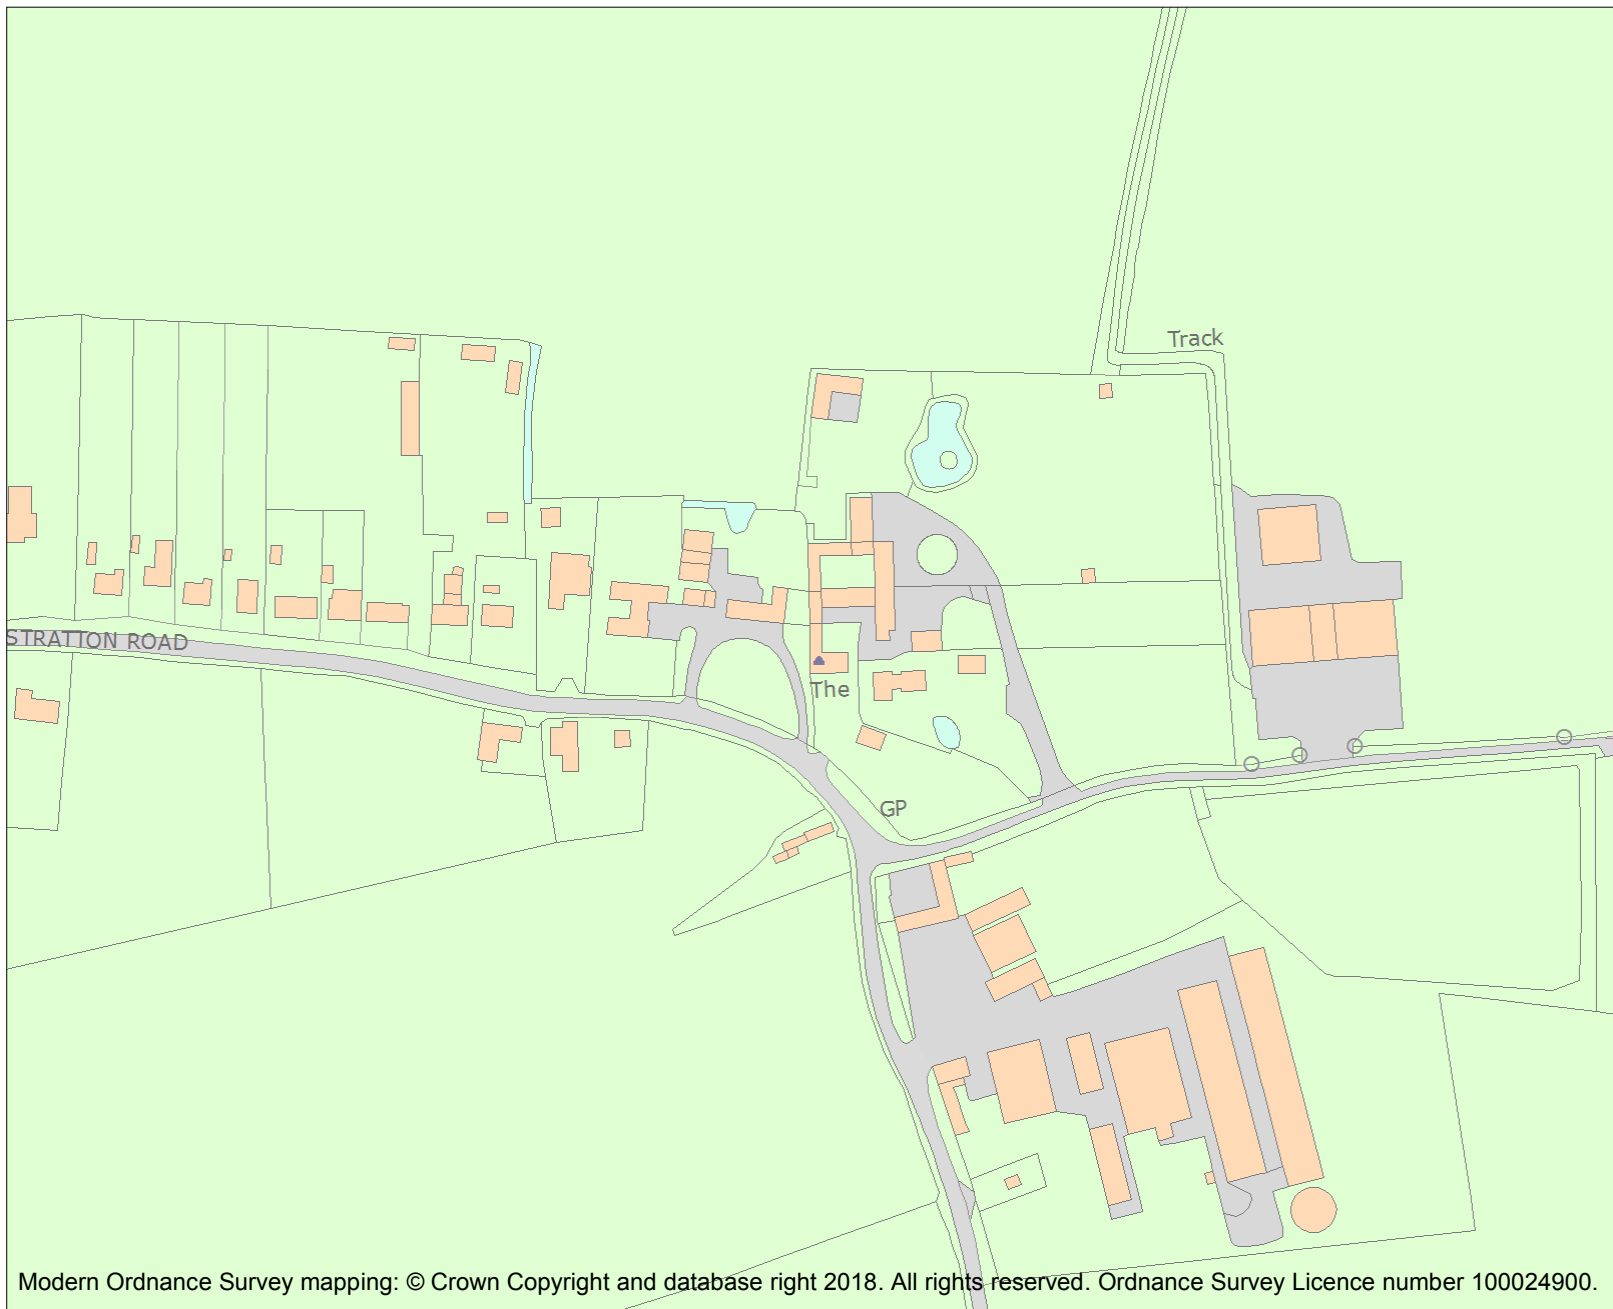 Track
STRATTON ROAD
The
GP
Modern Ordnance Survey mapping: © Crown Copyright and database right 2018. All rights reserved. Ordnance Survey Licence number 100024900.